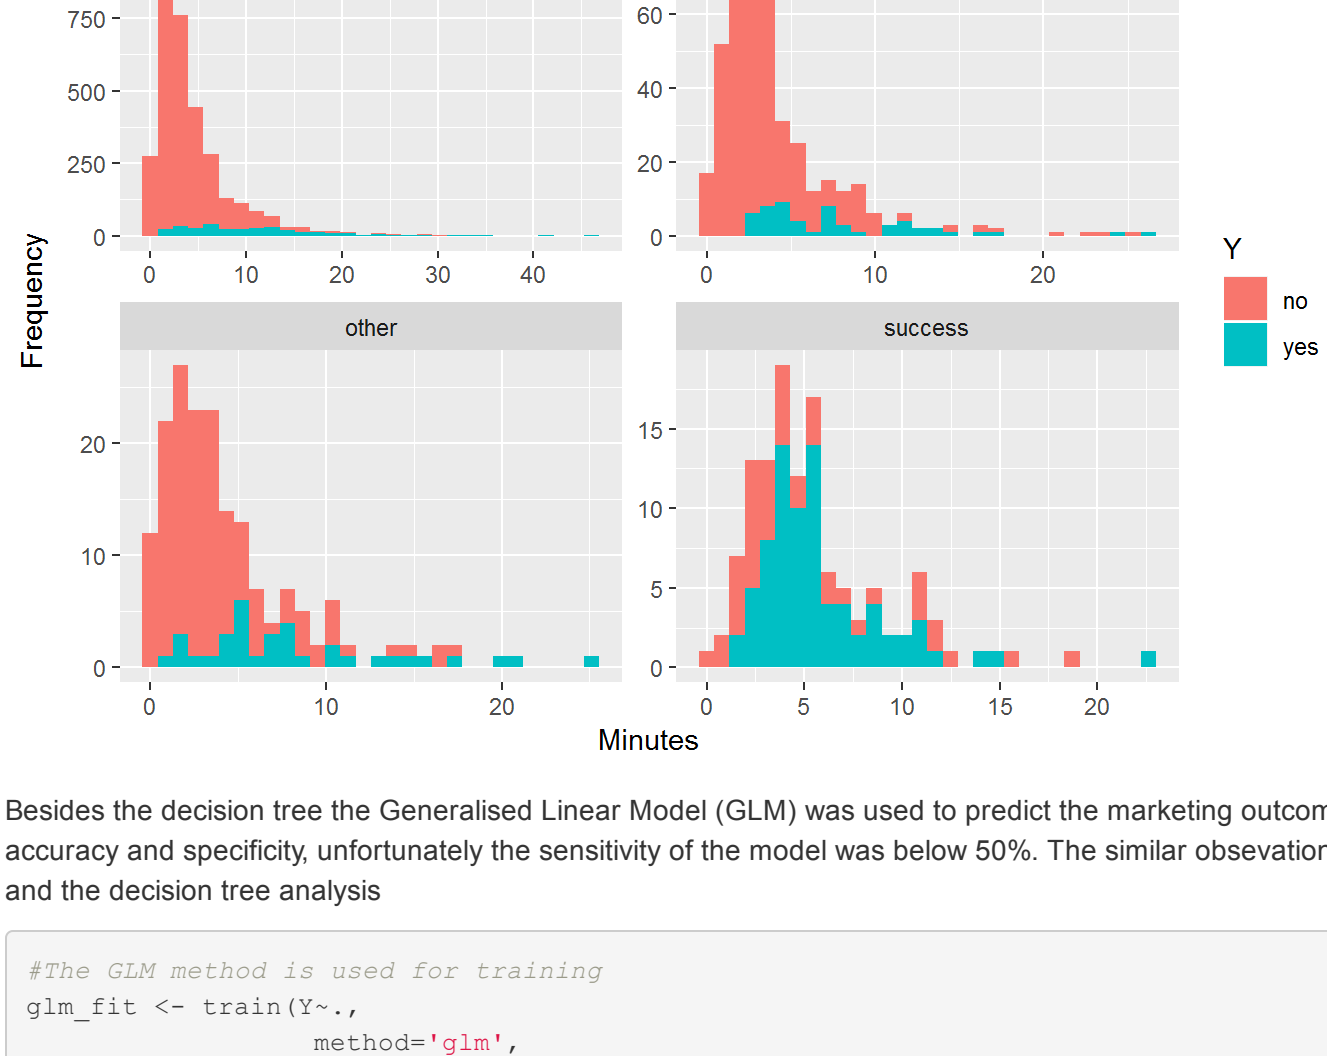 750
500
250
0
0 10 20 30 40
60
40
20
0
0 10 20
Frequency
Y
no
yes
other
20
10
0
0 10 20
success
15
10
5
0
0 5 10 15 20
Minutes
Besides the decision tree the Generalised Linear Model (GLM) was used to predict the marketing outcom
accuracy and specificity, unfortunately the sensitivity of the model was below 50%. The similar obsevation
and the decision tree analysis
#The GLM method is used for training
glm_fit <- train(Y~.,
method='glm',